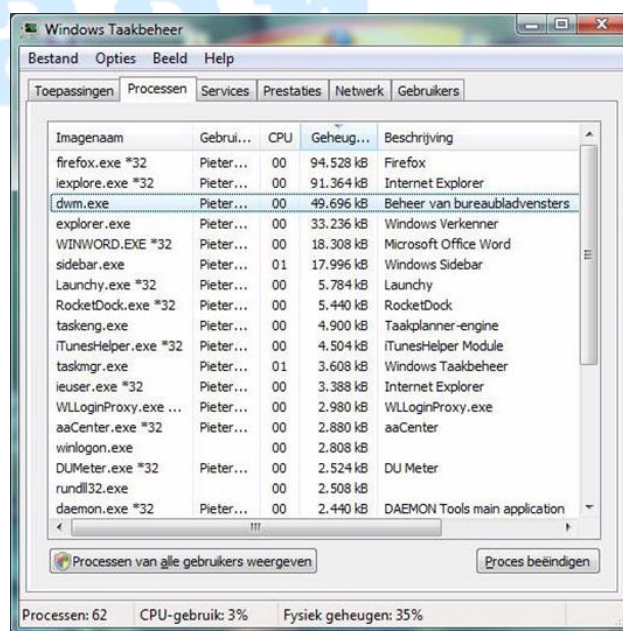 Windows Taakbeheer
Bestand Opties Beeld Help
Toepassingen Processen Services Prestaties Netwerk Gebruikers
Imagenaam Gebrui... CPU Geheug... Beschrijving
firefox.exe *32 Pieter... 00 94.528 kB Firefox
iexplore.exe *32 Pieter... 00 91.364 kB Internet Explorer
dwm.exe Pieter... 00 49.696 kB Beheer van bureaubladvensters
explorer.exe Pieter... 00 33.236 kB Windows Verkenner
WINWORD.EXE *32 Pieter... 00 18.308 kB Microsoft Office Word
sidebar.exe Pieter... 01 17.996 kB Windows Sidebar
Launchy.exe *32 Pieter... 00 5.784 kB Launchy
RocketDock.exe *32 Pieter... 00 5.440 kB RocketDock
taskeng.exe Pieter... 00 4.900 kB Taakplanner-engine
iTunesHelper.exe *32 Pieter... 00 4.504 kB iTunesHelper Module
taskmgr.exe Pieter... 01 3.608 kB Windows Taakbeheer
ieuser.exe *32 Pieter... 00 3.388 kB Internet Explorer
WLLoginProxy.exe ... Pieter... 00 2.980 kB WLLoginProxy.exe
aaCenter.exe *32 Pieter... 00 2.880 kB aaCenter
winlogon.exe 00 2.808 kB
DUMeter.exe *32 Pieter... 00 2.524 kB DU Meter
rundll32.exe 00 2.508 kB
daemon.exe *32 Pieter... 00 2.440 kB DAEMON Tools main application
Processen van alle gebruikers weergeven Proces beëindigen
Processen: 62 CPU-gebruik: 3% Fysiek geheugen: 35%